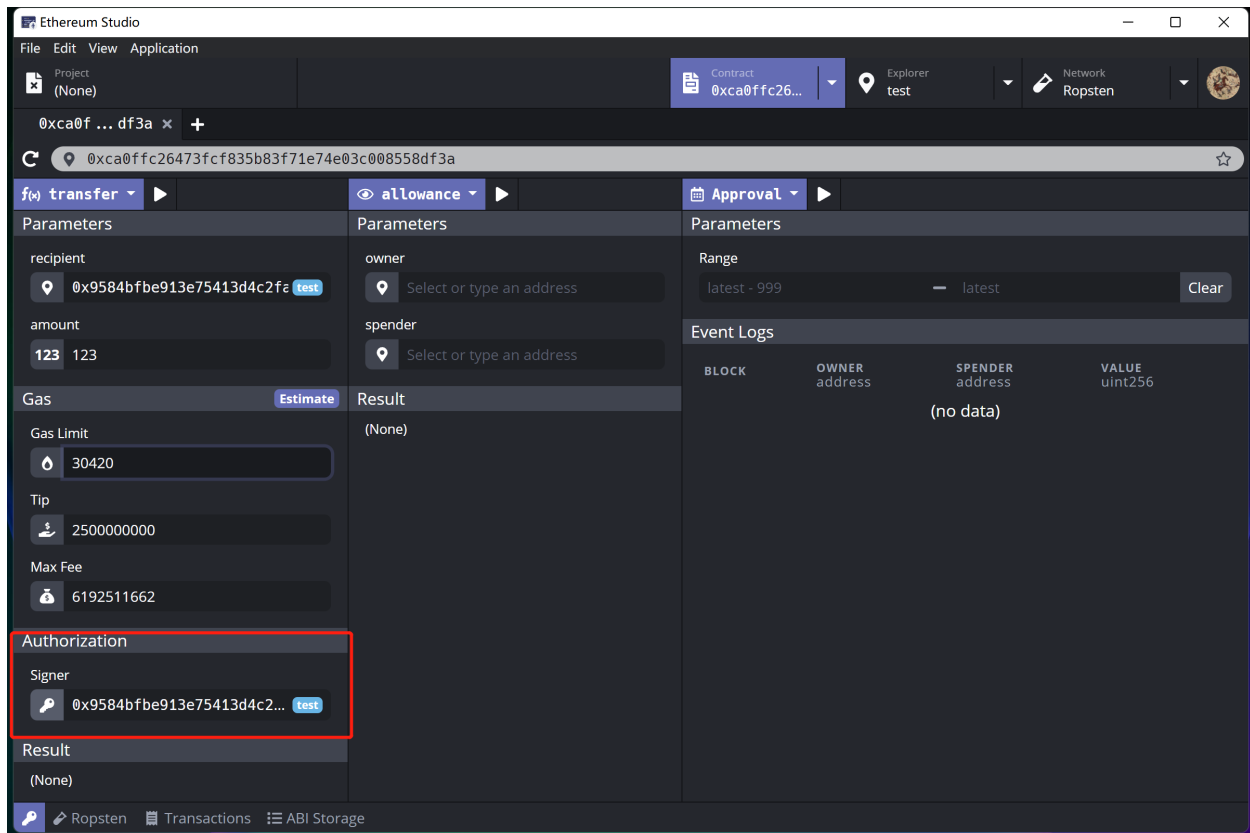 Ethereum Studio
File Edit View Application
Project
(None)
Contract
0xca0ffc26...
Explorer
test
Network
Ropsten
0xca0f ... df3a
0xca0ffc26473fcf835b83f71e74e03c008558df3a
f(x) transfer
allowance
Approval
Parameters
recipient
0x9584bfbe913e75413d4c2fa test
amount
123 123
Gas Estimate
Gas Limit
30420
Tip
2500000000
Max Fee
6192511662
Authorization
Signer
0x9584bfbe913e75413d4c2... test
Result
(None)
Parameters
owner
Select or type an address
spender
Select or type an address
Result
(None)
Parameters
Range
latest - 999 — latest Clear
Event Logs
BLOCK OWNER SPENDER VALUE
address address uint256
(no data)
Ropsten Transactions ABI Storage